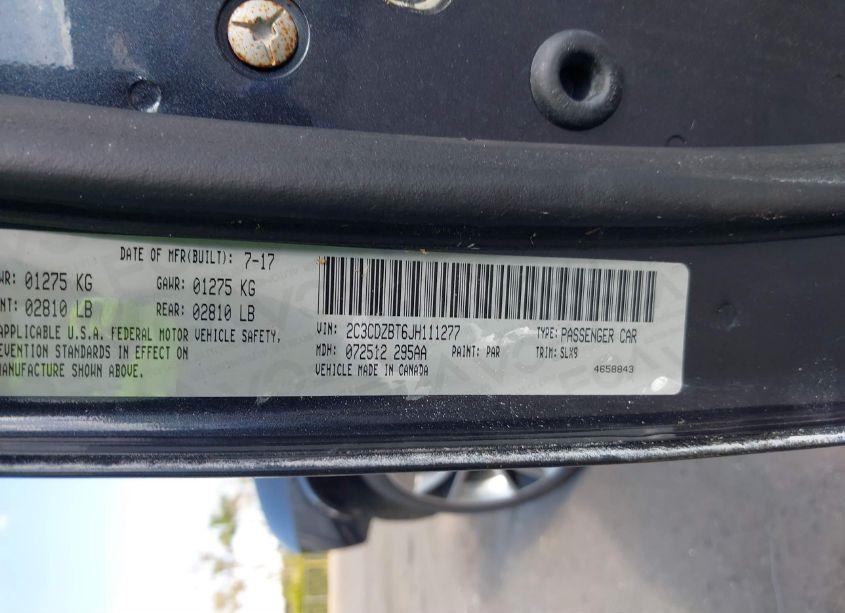 DATE OF MFR(BUILT): 7-17
WR: 01275 KG GAWR: 01275 KG
NT: 02810 LB REAR: 02810 LB
APPLICABLE U.S.A. FEDERAL MOTOR VEHICLE SAFETY,
EVENTION STANDARDS IN EFFECT ON
MANUFACTURE SHOWN ABOVE.
VIN: 2C3CDZBT6JH111277 TYPE: PASSENGER CAR
MDH: 072512 295AA PAINT: PAR TRIM: SLX9
VEHICLE MADE IN CANADA 4658843